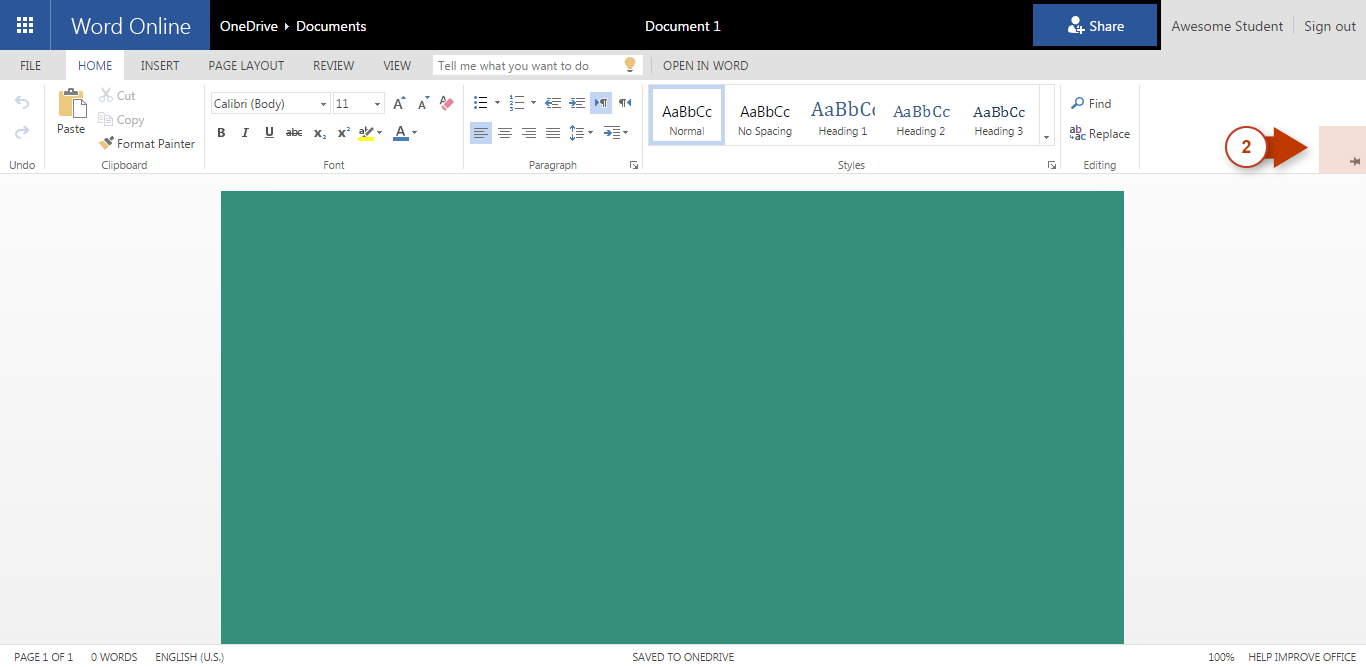 Word Online
OneDrive Documents
Document 1
Share
Awesome Student
Sign out
FILE
HOME
INSERT
PAGE LAYOUT
REVIEW
VIEW
Tell me what you want to do
OPEN IN WORD
Paste
Cut
Copy
Format Painter
Undo
Clipboard
Calibri (Body)
11
A A
B I U abc x₂ x² ab A
Font
Paragraph
AaBbCc
Normal
AaBbCc
No Spacing
AaBbCc
Heading 1
AaBbCc
Heading 2
AaBbCc
Heading 3
Styles
Find
Replace
Editing
2
PAGE 1 OF 1
0 WORDS
ENGLISH (U.S.)
SAVED TO ONEDRIVE
100%
HELP IMPROVE OFFICE